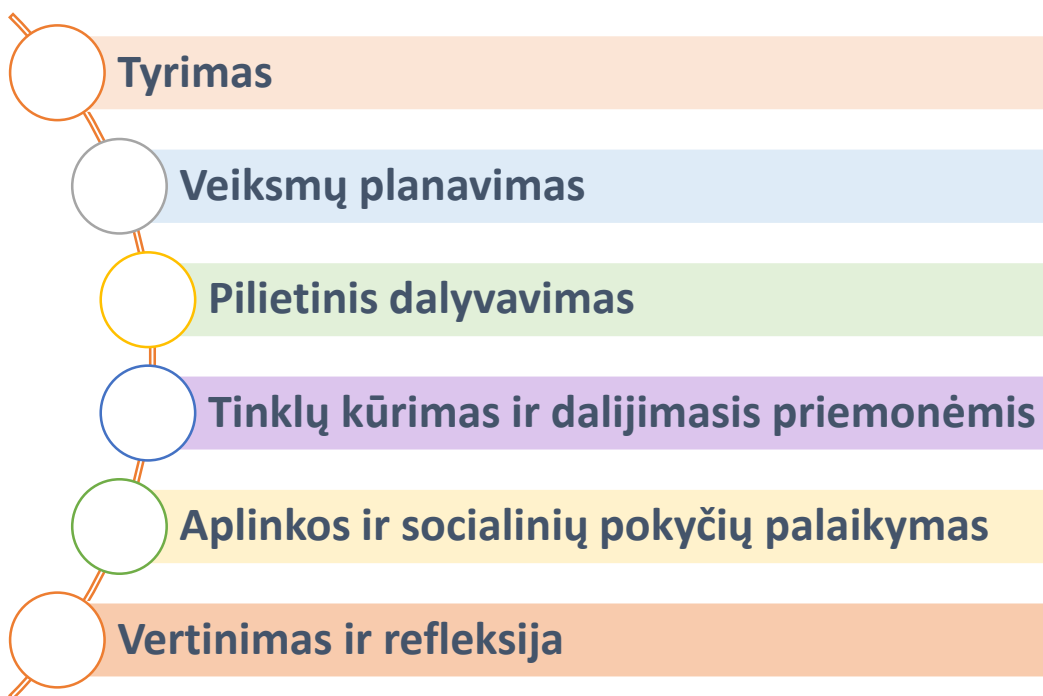 Tyrimas
Veiksmų planavimas
Pilietinis dalyvavimas
Tinklų kūrimas ir dalijimasis priemonėmis
Aplinkos ir socialinių pokyčių palaikymas
Vertinimas ir refleksija